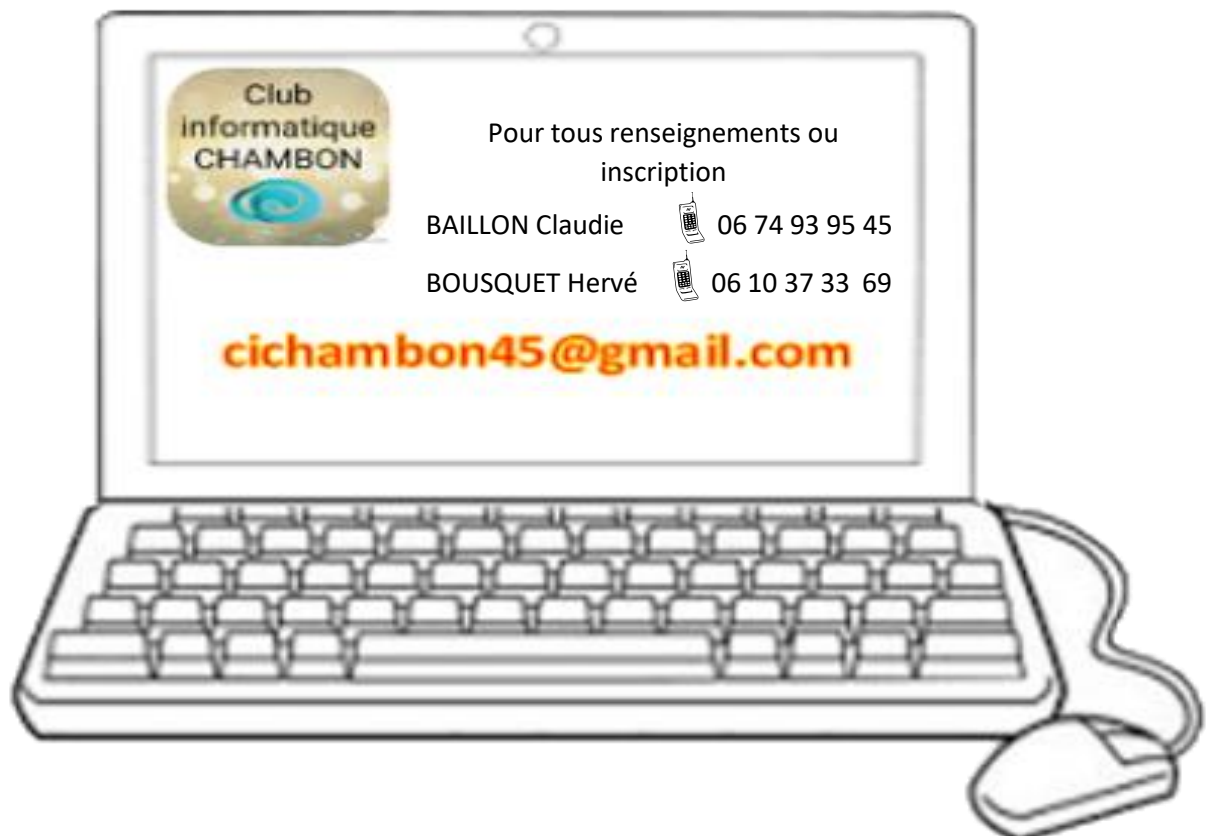 Club
informatique
CHAMBON
Pour tous renseignements ou
inscription
BAILLON Claudie 06 74 93 95 45
BOUSQUET Hervé 06 10 37 33 69
cichambon45@gmail.com